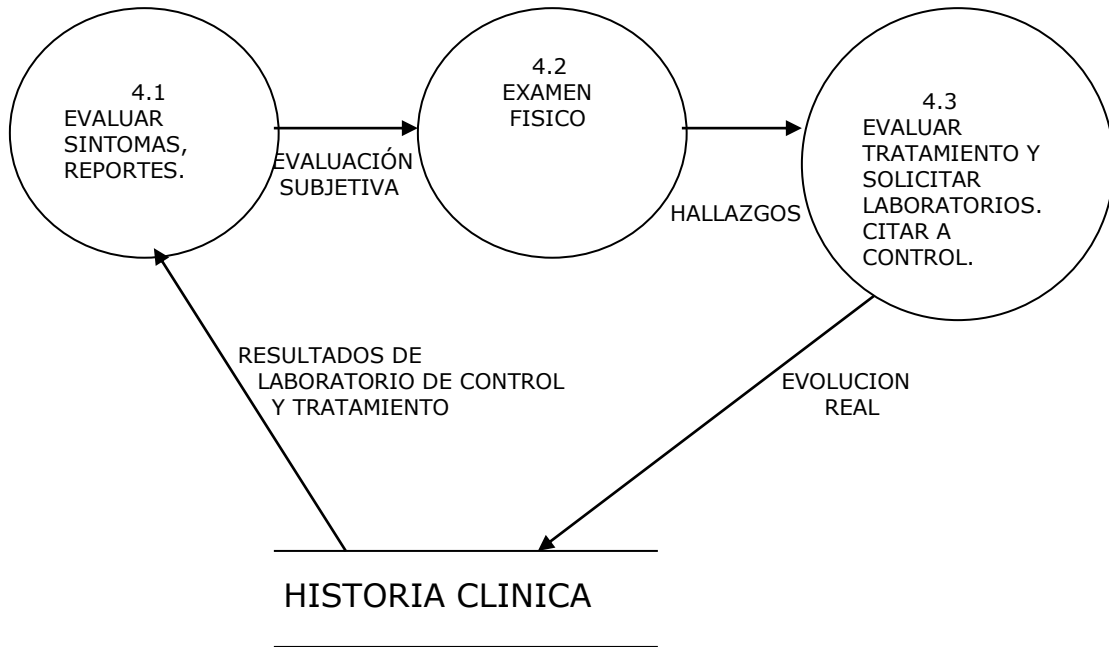 4.1
EVALUAR
SINTOMAS,
REPORTES.
EVALUACIÓN
SUBJETIVA
4.2
EXAMEN
FISICO
HALLAZGOS
4.3
EVALUAR
TRATAMIENTO Y
SOLICITAR
LABORATORIOS.
CITAR A
CONTROL.
RESULTADOS DE
LABORATORIO DE CONTROL
Y TRATAMIENTO
EVOLUCION
REAL
HISTORIA CLINICA